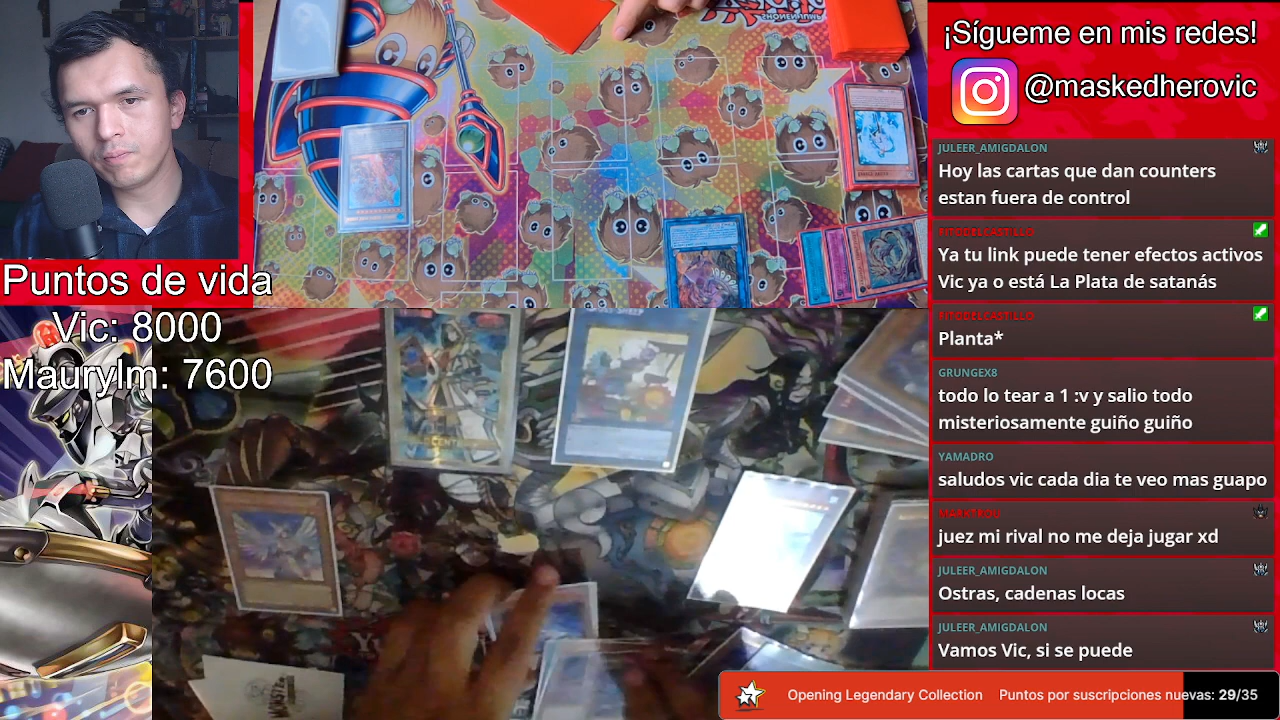 ¡Sígueme en mis redes!
@maskedherovic
Puntos de vida
Vic: 8000
Maurylm: 7600
JULEER_AMIGDALON
Hoy las cartas que dan counters
estan fuera de control
RITODELCASTILLO
Ya tu link puede tener efectos activos
Vic ya o está La Plata de satanás
RITODELCASTILLO
Planta*
GRUNGEX8
todo lo tear a 1 :v y salio todo
misteriosamente guiño guiño
YAMADRO
saludos vic cada dia te veo mas guapo
MARKTROU
juez mi rival no me deja jugar xd
JULEER_AMIGDALON
Ostras, cadenas locas
JULEER_AMIGDALON
Vamos Vic, si se puede
Opening Legendary Collection Puntos por suscripciones nuevas: 29/35